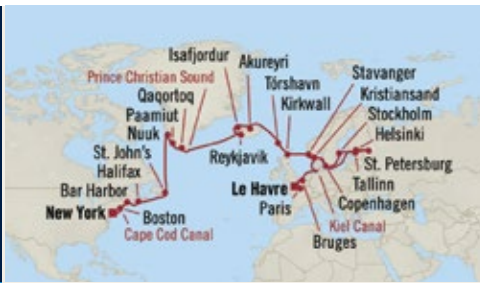 Isafjordur
Akureyri
Prince Christian Sound
Qaqortoq
Paamiut
Nuuk
Tórshavn
Kirkwall
Stavanger
Kristiansand
Stockholm
Helsinki
St. John's
Halifax
Bar Harbor
New York
Boston
Cape Cod Canal
Reykjavik
Le Havre
Paris
St. Petersburg
Tallinn
Copenhagen
Kiel Canal
Bruges